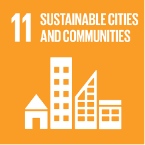 11 SUSTAINABLE CITIES
AND COMMUNITIES